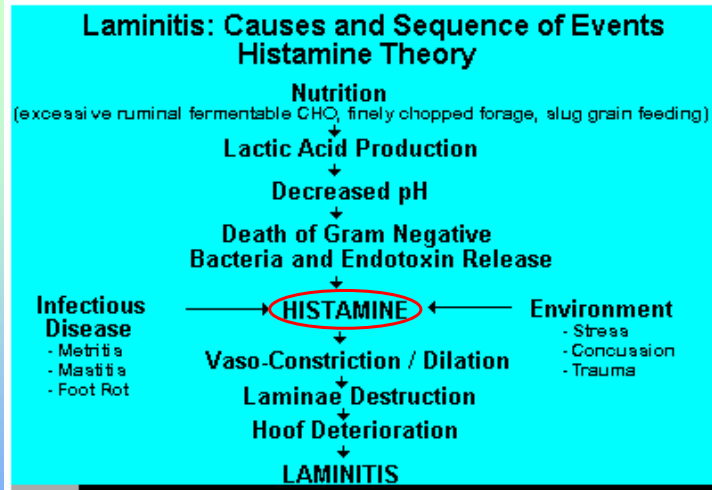 Laminitis: Causes and Sequence of Events
Histamine Theory
Nutrition
(excessive ruminal fermentable CHO, finely chopped forage, slug grain feeding)
Lactic Acid Production
Decreased pH
Death of Gram Negative
Bacteria and Endotoxin Release
Infectious
Disease
- Metritis
- Mastitis
- Foot Rot
HISTAMINE
Environment
- Stress
- Concussion
- Trauma
Vaso-Constriction / Dilation
Laminae Destruction
Hoof Deterioration
LAMINITIS